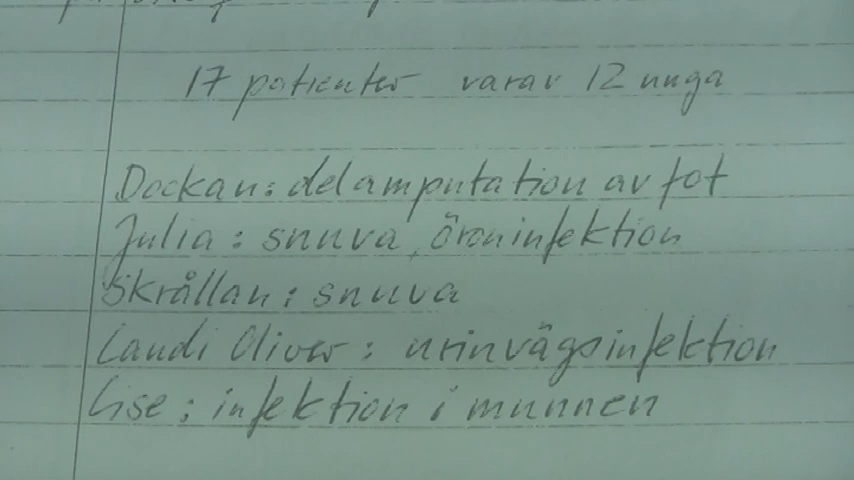 17 patienter varav 12 unga
Dockan: delamputation av fot
Julia: snuva, öroninfektion
Skrållan: snuva
Laudi Oliver: urinvägsinfektion
Lise: infektion i munnen